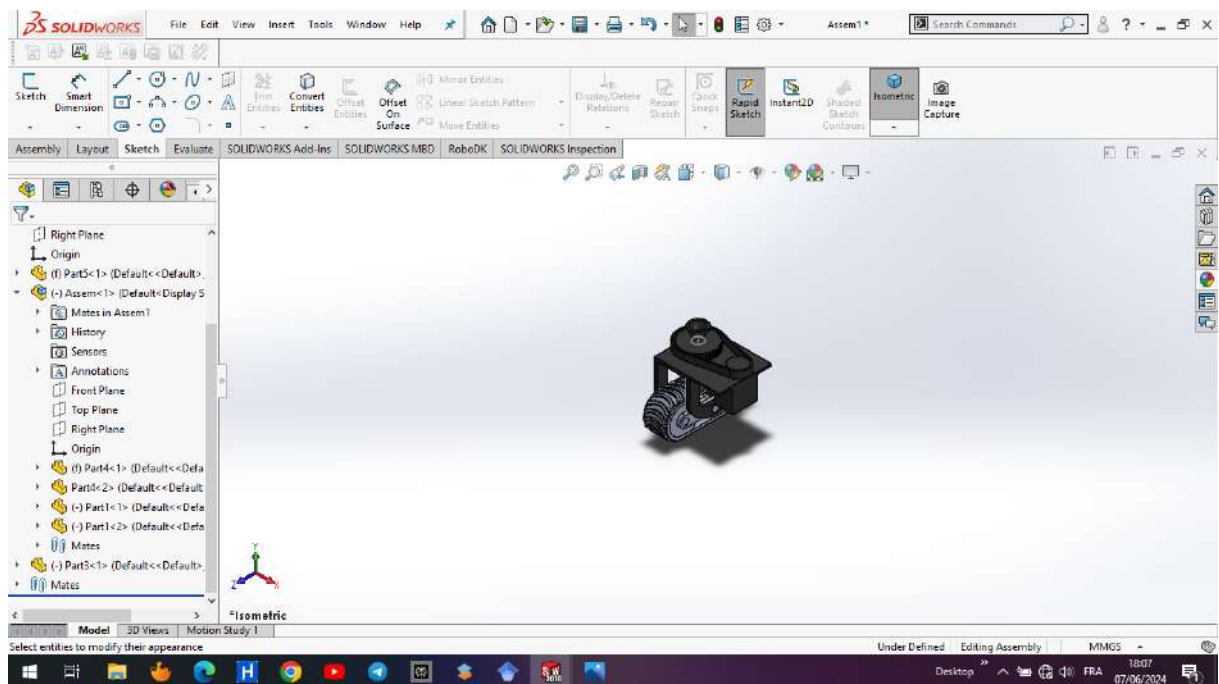 SOLIDWORKS File Edit View Insert Tools Window Help Assem1 * Search Commands
Sketch Smart Dimension Trim Entities Convert Entities Offset Entities Offset On Surface Mirror Entities Linear Sketch Pattern Move Entities Display/Delete Relations Repair Sketch Quick Snaps Rapid Sketch Instant2D Shaded Sketch Contours Isometric Image Capture
Assembly Layout Sketch Evaluate SOLIDWORKS Add-Ins SOLIDWORKS MBD RoboDK SOLIDWORKS Inspection
Right Plane
Origin
(f) Part5<1> (Default<<Default>
(-) Assem<1> (Default<Display S
Mates in Assem1
History
Sensors
Annotations
Front Plane
Top Plane
Right Plane
Origin
(f) Part4<1> (Default<<Defa
Part4<2> (Default<<Default
(-) Part1<1> (Default<<Defa
(-) Part1<2> (Default<<Defa
Mates
(-) Part3<1> (Default<<Default>
Mates
Y
Z X
*Isometric
Model 3D Views Motion Study 1
Select entities to modify their appearance Under Defined Editing Assembly MMGS
Desktop FRA 18:07
07/06/2024